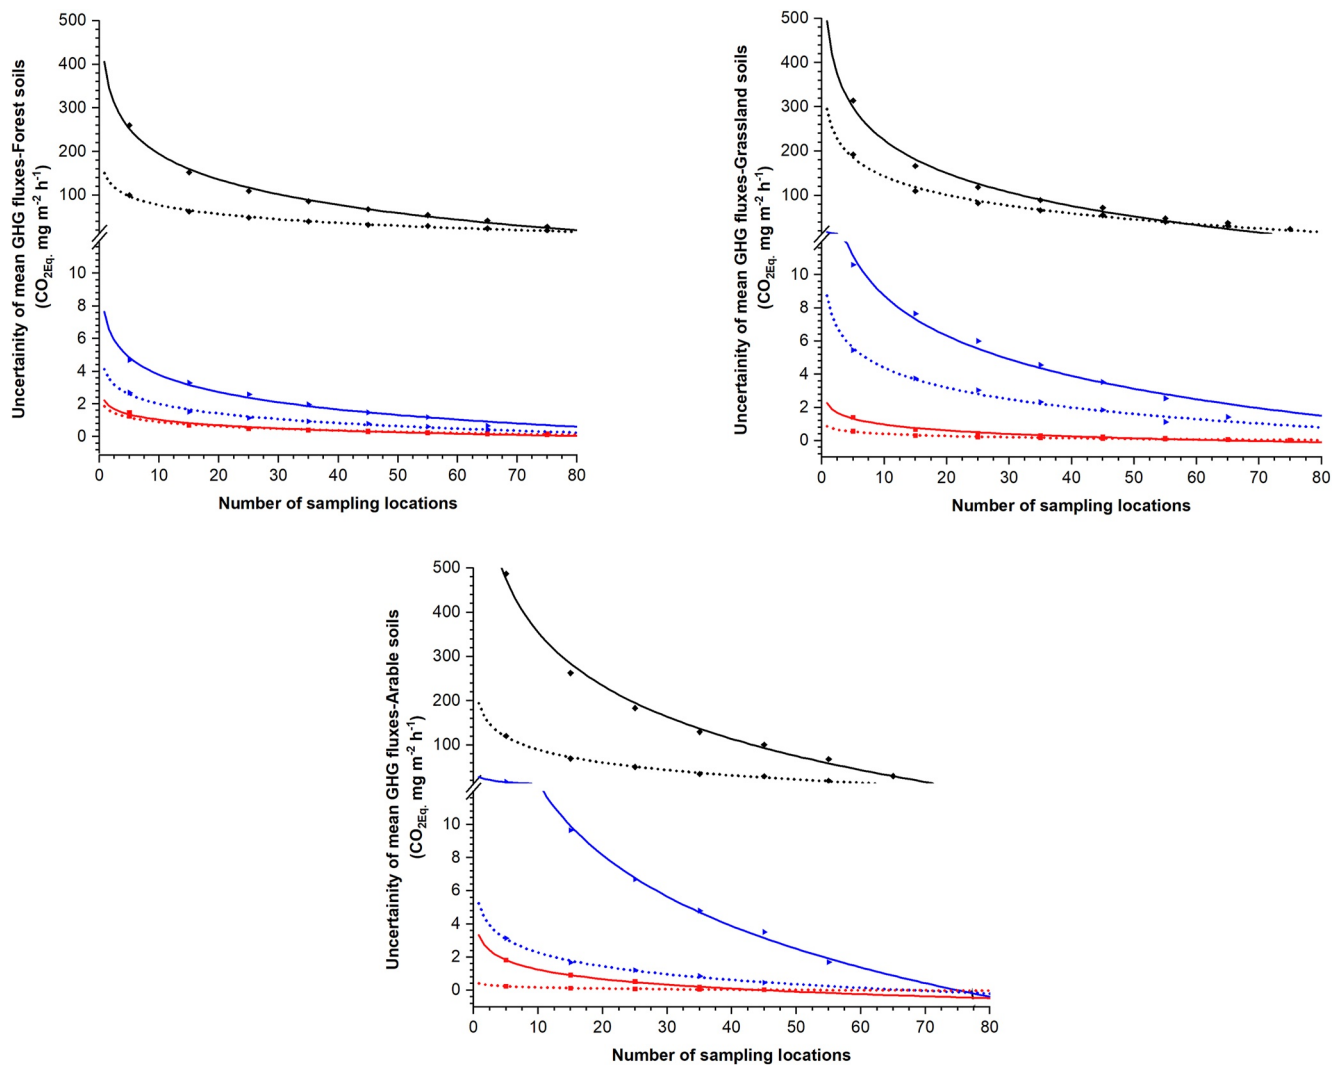 Uncertainity of mean GHG fluxes-Forest soils
(CO2Eq. mg m-2 h-1)
500
400
300
200
100
10
8
6
4
2
0
0 10 20 30 40 50 60 70 80
Number of sampling locations
Uncertainity of mean GHG fluxes-Grassland soils
(CO2Eq. mg m-2 h-1)
500
400
300
200
100
10
8
6
4
2
0
0 10 20 30 40 50 60 70 80
Number of sampling locations
Uncertainity of mean GHG fluxes-Arable soils
(CO2Eq. mg m-2 h-1)
500
400
300
200
100
10
8
6
4
2
0
0 10 20 30 40 50 60 70 80
Number of sampling locations